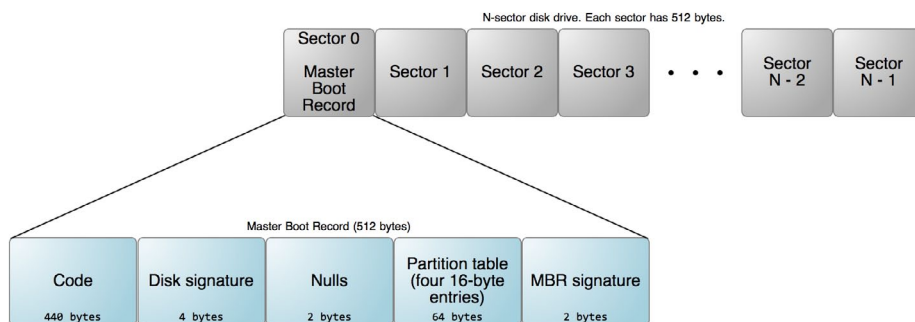 N-sector disk drive. Each sector has 512 bytes.
Sector 0
Master
Boot
Record
Sector 1
Sector 2
Sector 3
• • •
Sector
N - 2
Sector
N - 1
Master Boot Record (512 bytes)
Code
440 bytes
Disk signature
4 bytes
Nulls
2 bytes
Partition table
(four 16-byte
entries)
64 bytes
MBR signature
2 bytes